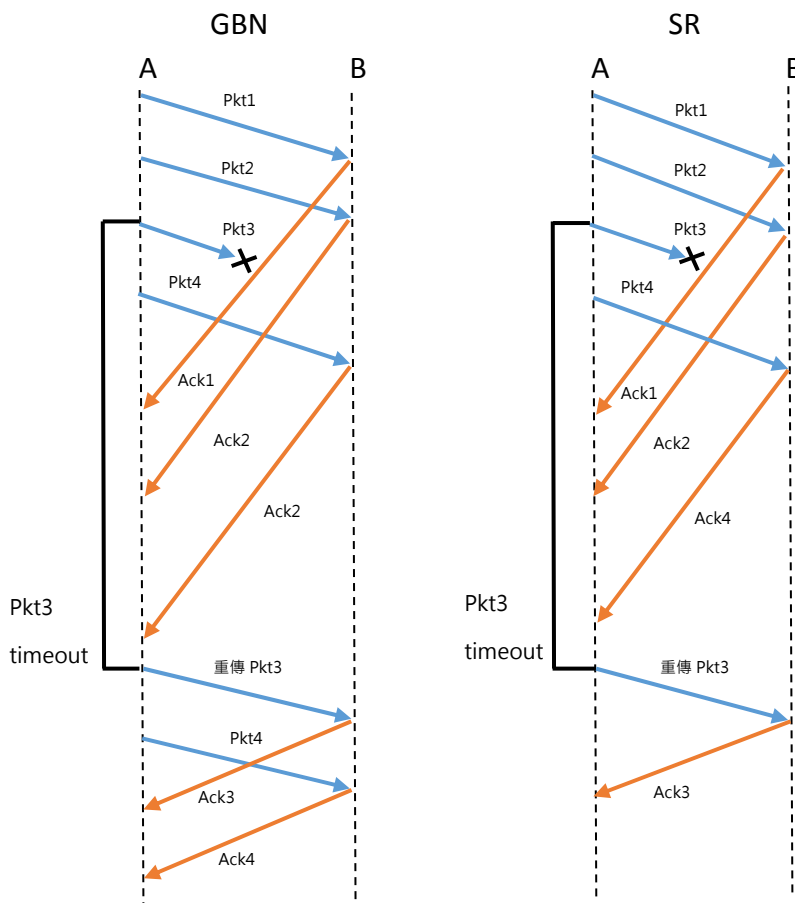 GBN
A
B
Pkt1
Pkt2
Pkt3
Pkt4
Ack1
Ack2
Ack2
Pkt3
timeout
重傳 Pkt3
Pkt4
Ack3
Ack4
SR
A
B
Pkt1
Pkt2
Pkt3
Pkt4
Ack1
Ack2
Ack4
Pkt3
timeout
重傳 Pkt3
Ack3